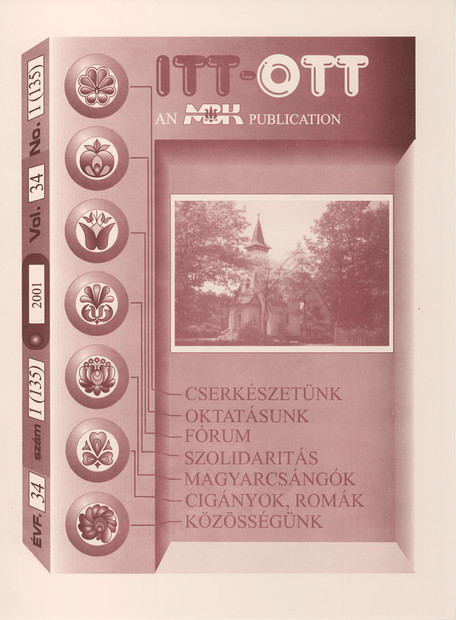 ITT-OTT
AN MBK PUBLICATION
ÉVF. 34 szám 1 (135) 2001 Vol. 34 No. 1 (135)
CSERKÉSZETÜNK
OKTATÁSUNK
FÓRUM
SZOLIDARITÁS
MAGYARCSÁNGÓK
CIGÁNYOK, ROMÁK
KÖZÖSSÉGÜNK